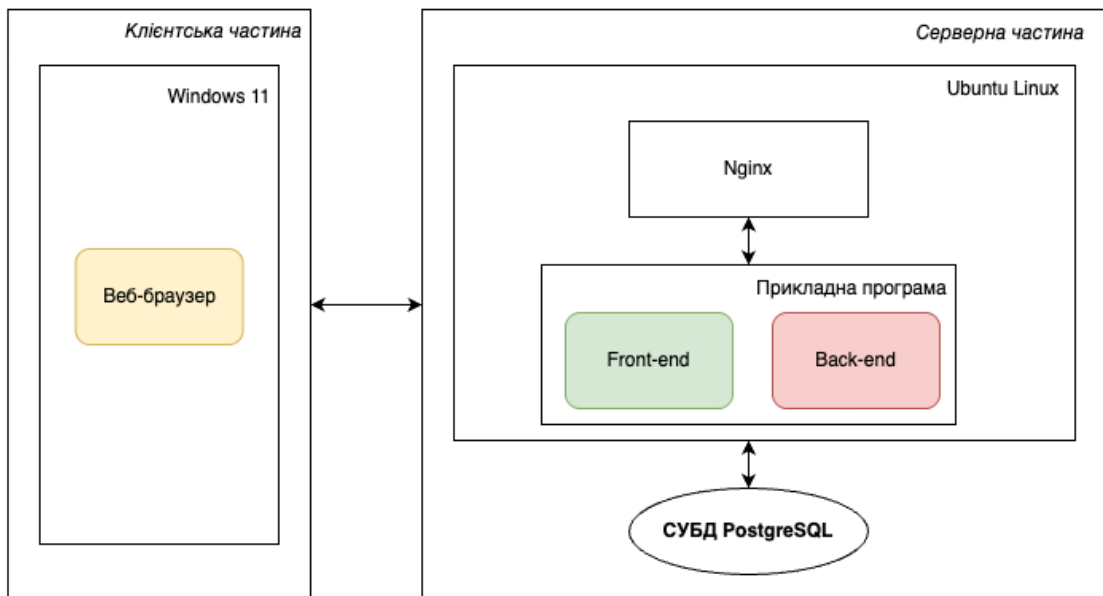 Клієнтська частина
Windows 11
Веб-браузер
Серверна частина
Ubuntu Linux
Nginx
Прикладна програма
Front-end
Back-end
СУБД PostgreSQL